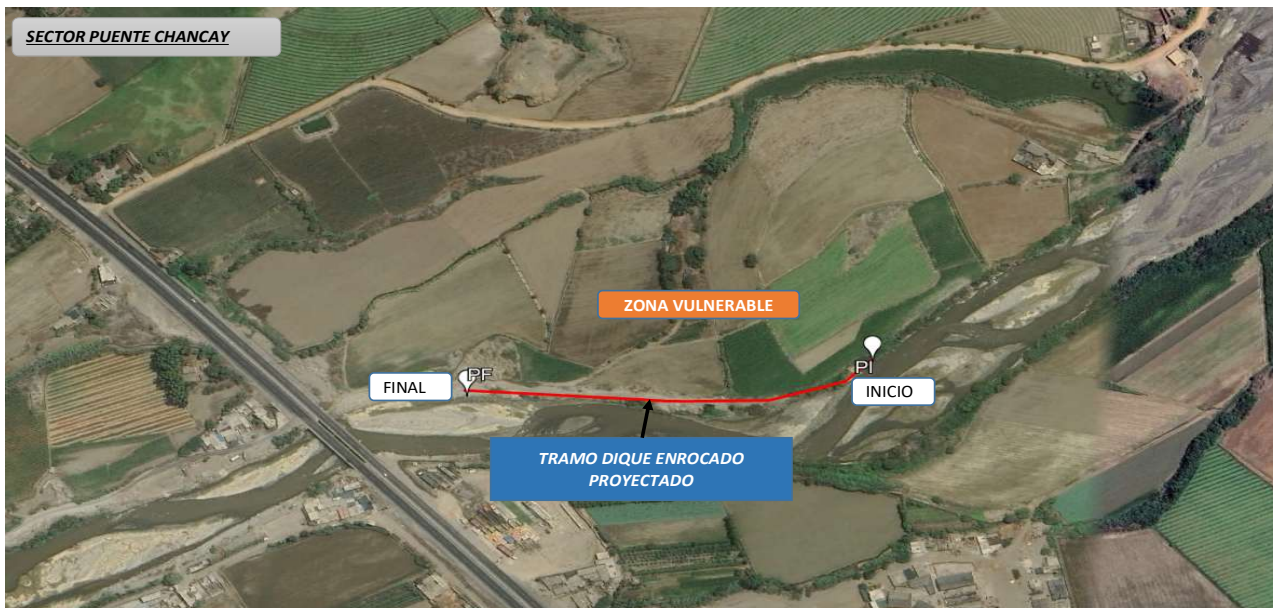 SECTOR PUENTE CHANCAY
ZONA VULNERABLE
PF
FINAL
PI
INICIO
TRAMO DIQUE ENROCADO
PROYECTADO